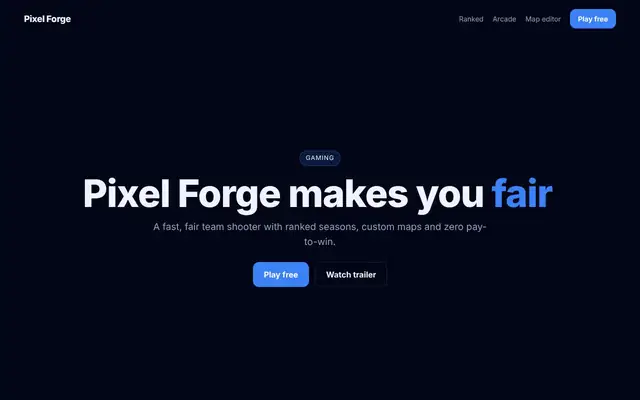 Pixel Forge
Ranked Arcade Map editor Play free
GAMING
Pixel Forge makes you fair
A fast, fair team shooter with ranked seasons, custom maps and zero pay-
to-win.
Play free Watch trailer